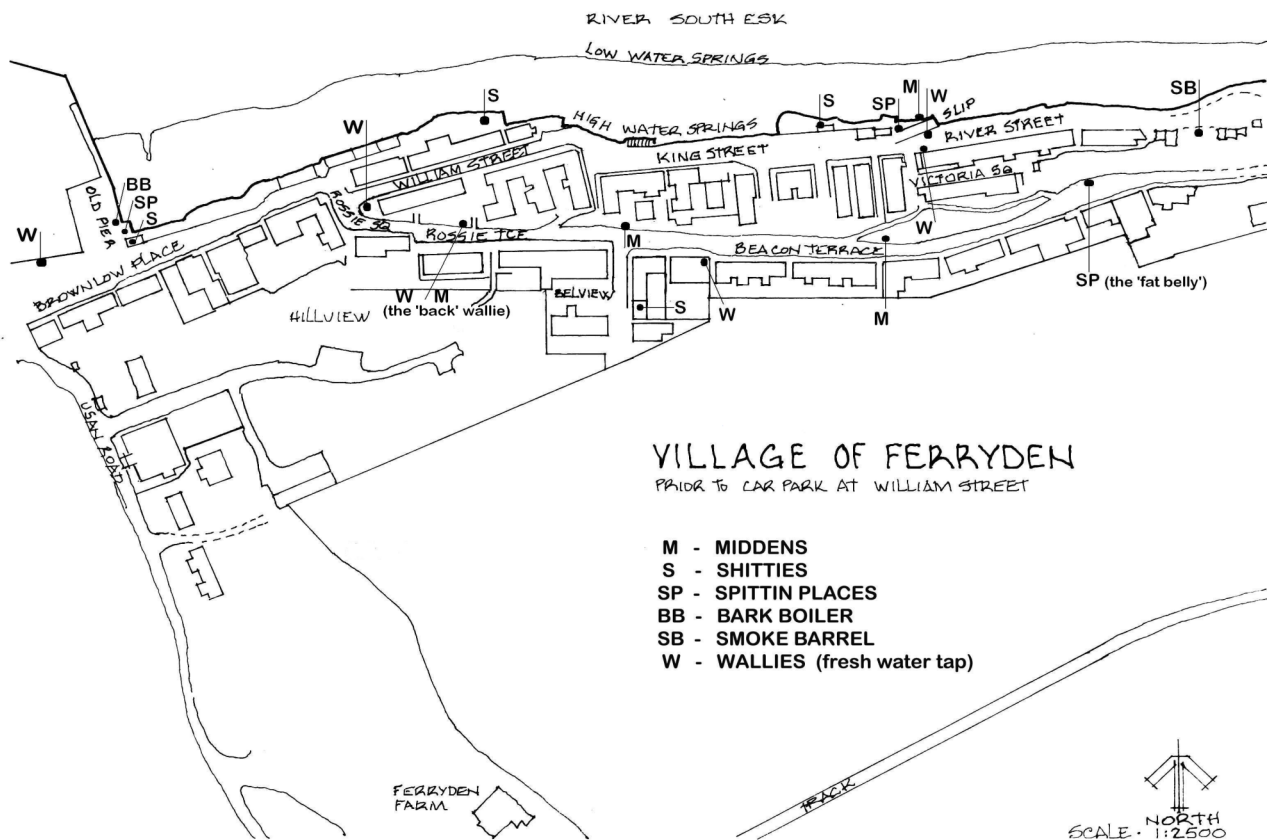 RIVER SOUTH ESK
LOW WATER SPRINGS
HIGH WATER SPRINGS
S
W
S
SP
M
W
SLIP
SB
RIVER STREET
KING STREET
WILLIAM STREET
VICTORIA SQ
OLD PIER
BB
SP
S
W
ROSSIE SQ
ROSSIE TCE
BROWNLOW PLACE
M
BEACON TERRACE
W
SP (the 'fat belly')
W M
(the 'back' wallie)
HILLVIEW
BELVIEW
S
W
M
USAN ROAD
VILLAGE OF FERRYDEN
PRIOR TO CAR PARK AT WILLIAM STREET
M - MIDDENS
S - SHITTIES
SP - SPITTIN PLACES
BB - BARK BOILER
SB - SMOKE BARREL
W - WALLIES (fresh water tap)
FERRYDEN
FARM
TRACK
NORTH
SCALE · 1:2500